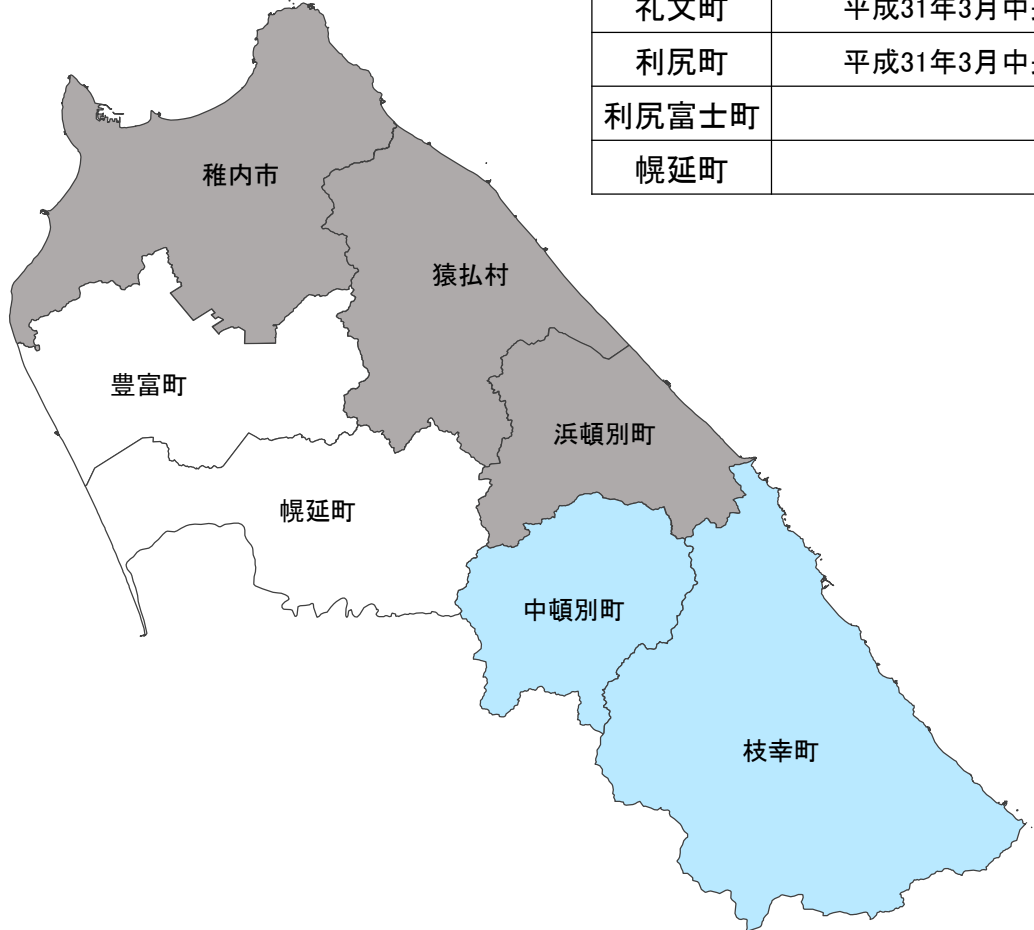 礼文町 平成31年3月中
利尻町 平成31年3月中
利尻富士町
幌延町
稚内市
猿払村
豊富町
浜頓別町
幌延町
中頓別町
枝幸町